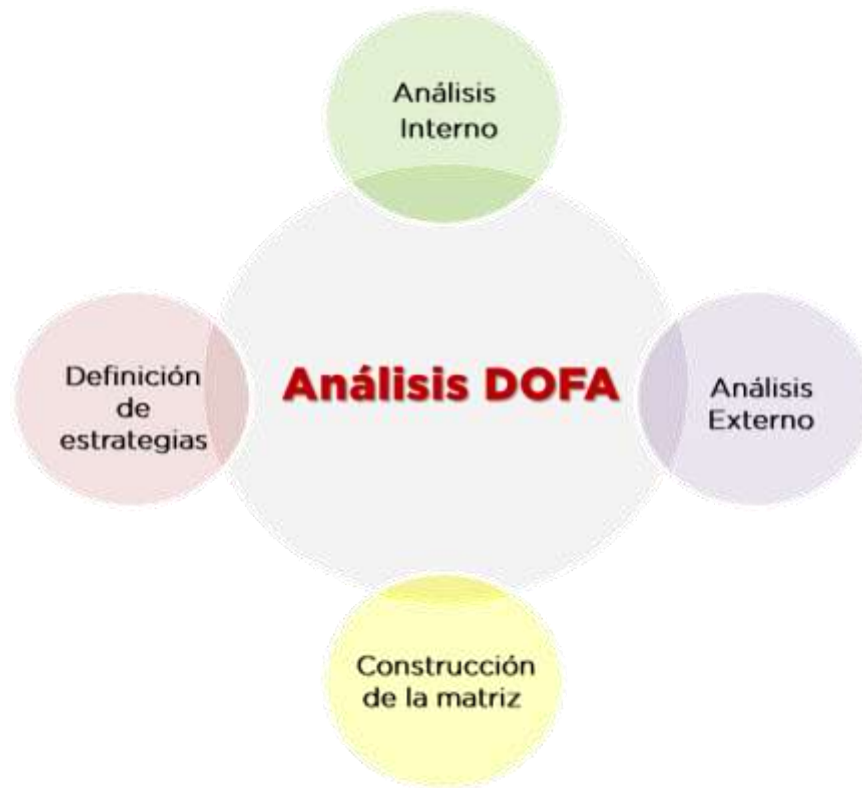 Análisis
Interno
Definición
de
estrategias
Análisis DOFA
Análisis
Externo
Construcción
de la matriz